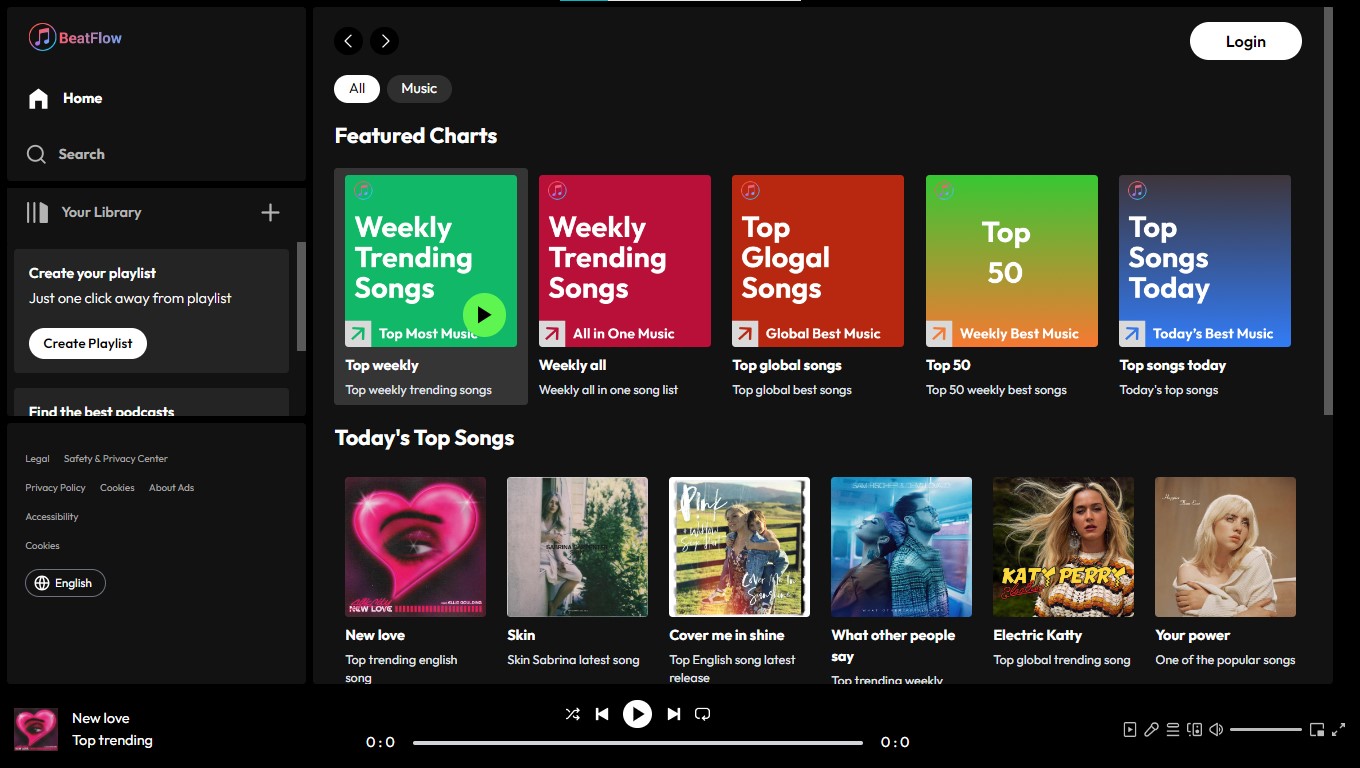 BeatFlow
Home
Search
Your Library
Create your playlist
Just one click away from playlist
Create Playlist
Find the best podcasts
Legal Safety & Privacy Center
Privacy Policy Cookies About Ads
Accessibility
Cookies
English
Login
All Music
Featured Charts
Weekly
Trending
Songs
Top Most Music
Top weekly
Top weekly trending songs
Weekly
Trending
Songs
All in One Music
Weekly all
Weekly all in one song list
Top
Glogal
Songs
Global Best Music
Top global songs
Top global best songs
Top
50
Weekly Best Music
Top 50
Top 50 weekly best songs
Top
Songs
Today
Today's Best Music
Top songs today
Today's top songs
Today's Top Songs
NEW LOVE
New love
Top trending english
song
SABRINA CARPENTER
Skin
Skin Sabrina latest song
P!nk
Cover Me In
Sunshine
Cover me in shine
Top English song latest
release
What other people
say
Top trending weekly
KATY PERRY
Electric
Electric Katty
Top global trending song
Your power
One of the popular songs
New love
Top trending
0:0
0:0